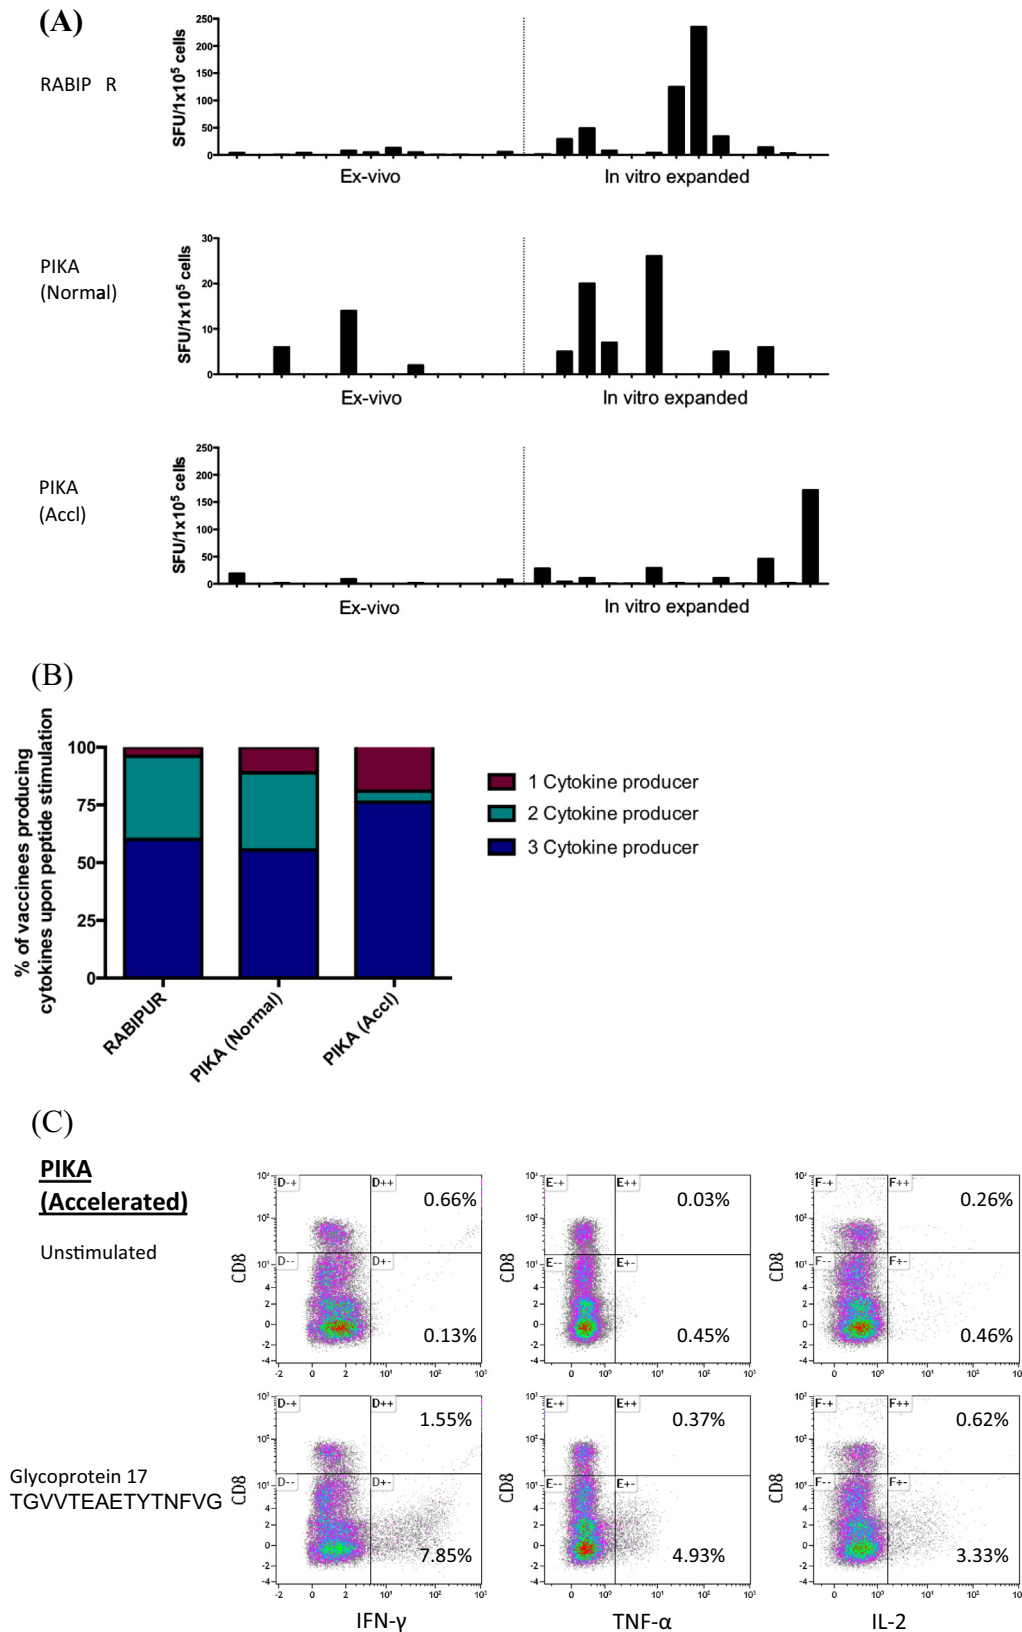 (A)
RABIP R
SFU/1x10⁵ cells
250
200
150
100
50
0
Ex-vivo
In vitro expanded
PIKA
(Normal)
SFU/1x10⁵ cells
30
20
10
0
Ex-vivo
In vitro expanded
PIKA
(Accl)
SFU/1x10⁵ cells
250
200
150
100
50
0
Ex-vivo
In vitro expanded
(B)
% of vaccinees producing
cytokines upon peptide stimulation
100
75
50
25
0
RABIPUR
PIKA (Normal)
PIKA (Accl)
1 Cytokine producer
2 Cytokine producer
3 Cytokine producer
(C)
PIKA
(Accelerated)
Unstimulated
CD8
D-+
D++
0.66%
D--
D+-
0.13%
CD8
E-+
E++
0.03%
E--
E+-
0.45%
CD8
F-+
F++
0.26%
F--
F+-
0.46%
Glycoprotein 17
TGVVTEAETYTNFVG
CD8
D-+
D++
1.55%
D--
D+-
7.85%
CD8
E-+
E++
0.37%
E--
E+-
4.93%
CD8
F-+
F++
0.62%
F--
F+-
3.33%
IFN-γ
TNF-α
IL-2